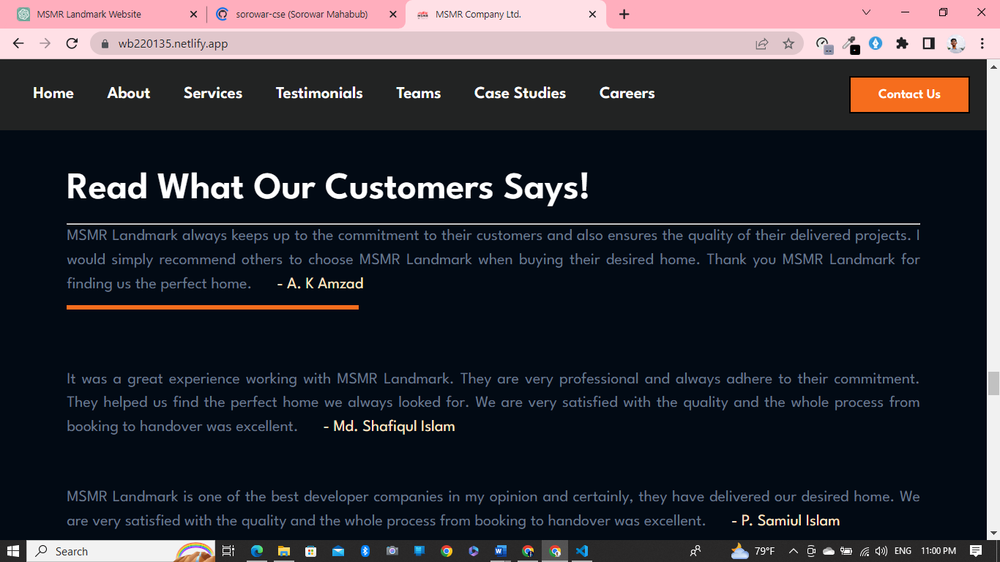 MSMR Landmark Website
sorowar-cse (Sorowar Mahabub)
MSMR Company Ltd.
wb220135.netlify.app
Home About Services Testimonials Teams Case Studies Careers Contact Us
Read What Our Customers Says!
MSMR Landmark always keeps up to the commitment to their customers and also ensures the quality of their delivered projects. I
would simply recommend others to choose MSMR Landmark when buying their desired home. Thank you MSMR Landmark for
finding us the perfect home. - A. K Amzad
It was a great experience working with MSMR Landmark. They are very professional and always adhere to their commitment.
They helped us find the perfect home we always looked for. We are very satisfied with the quality and the whole process from
booking to handover was excellent. - Md. Shafiqul Islam
MSMR Landmark is one of the best developer companies in my opinion and certainly, they have delivered our desired home. We
are very satisfied with the quality and the whole process from booking to handover was excellent. - P. Samiul Islam
Search 79°F ENG 11:00 PM